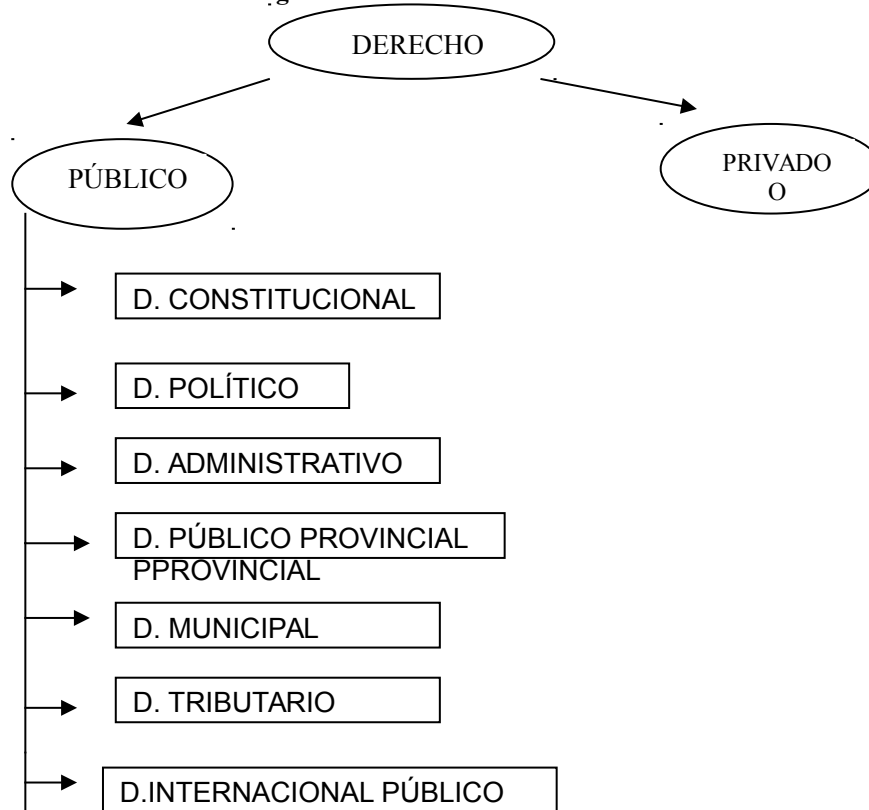 DERECHO
PÚBLICO
PRIVADO
O
D. CONSTITUCIONAL
D. POLÍTICO
D. ADMINISTRATIVO
D. PÚBLICO PROVINCIAL
PPROVINCIAL
D. MUNICIPAL
D. TRIBUTARIO
D.INTERNACIONAL PÚBLICO